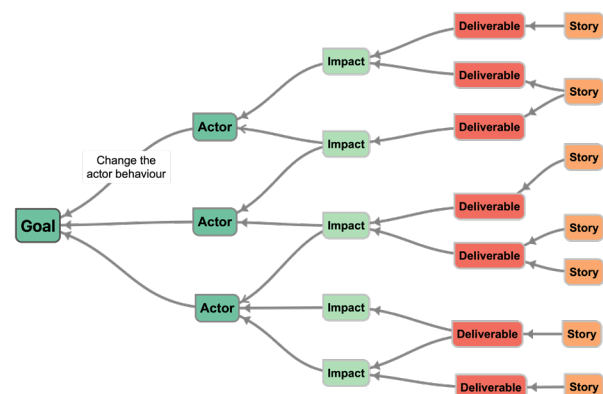 Deliverable
Story
Impact
Deliverable
Story
Actor
Deliverable
Impact
Change the
actor behaviour
Story
Deliverable
Actor
Impact
Goal
Story
Deliverable
Story
Actor
Impact
Deliverable
Story
Impact
Deliverable
Story